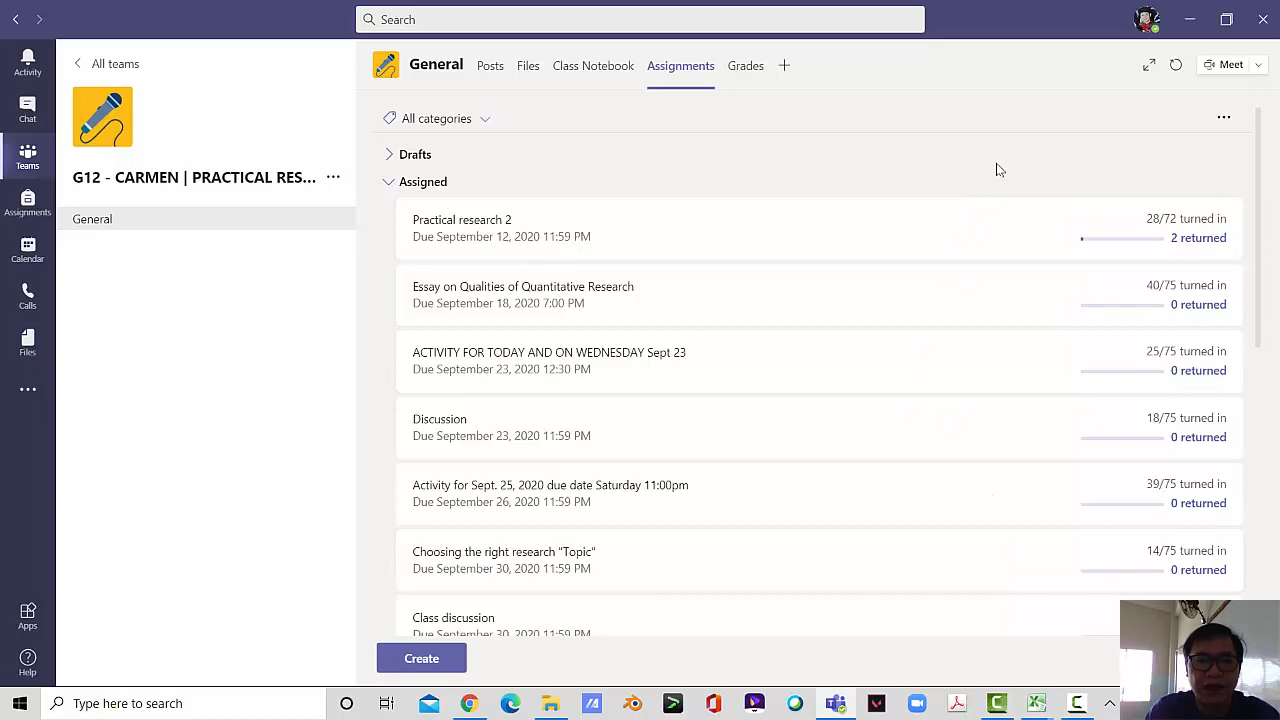 Search
Activity
Chat
Teams
Assignments
Calendar
Calls
Files
Apps
Help
All teams
G12 - CARMEN | PRACTICAL RES...
General
General
Posts
Files
Class Notebook
Assignments
Grades
Meet
All categories
Drafts
Assigned
Practical research 2
Due September 12, 2020 11:59 PM
28/72 turned in
2 returned
Essay on Qualities of Quantitative Research
Due September 18, 2020 7:00 PM
40/75 turned in
0 returned
ACTIVITY FOR TODAY AND ON WEDNESDAY Sept 23
Due September 23, 2020 12:30 PM
25/75 turned in
0 returned
Discussion
Due September 23, 2020 11:59 PM
18/75 turned in
0 returned
Activity for Sept. 25, 2020 due date Saturday 11:00pm
Due September 26, 2020 11:59 PM
39/75 turned in
0 returned
Choosing the right research "Topic"
Due September 30, 2020 11:59 PM
14/75 turned in
0 returned
Class discussion
Due September 30, 2020 11:59 PM
Create
Type here to search